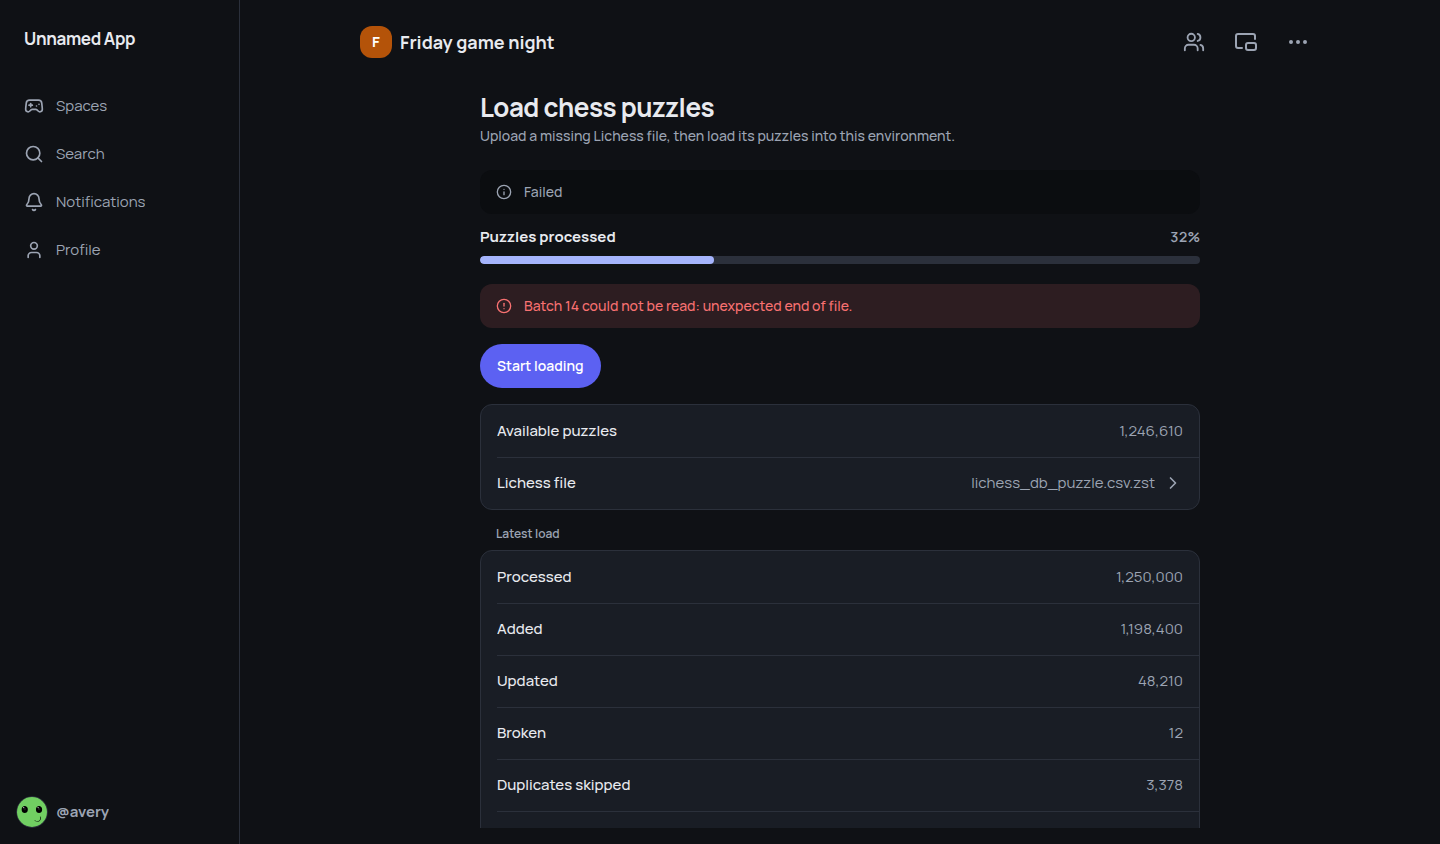 Unnamed App
Spaces
Search
Notifications
Profile
@avery
F
Friday game night
Load chess puzzles
Upload a missing Lichess file, then load its puzzles into this environment.
Failed
Puzzles processed 32%
Batch 14 could not be read: unexpected end of file.
Start loading
Available puzzles 1,246,610
Lichess file lichess_db_puzzle.csv.zst
Latest load
Processed 1,250,000
Added 1,198,400
Updated 48,210
Broken 12
Duplicates skipped 3,378